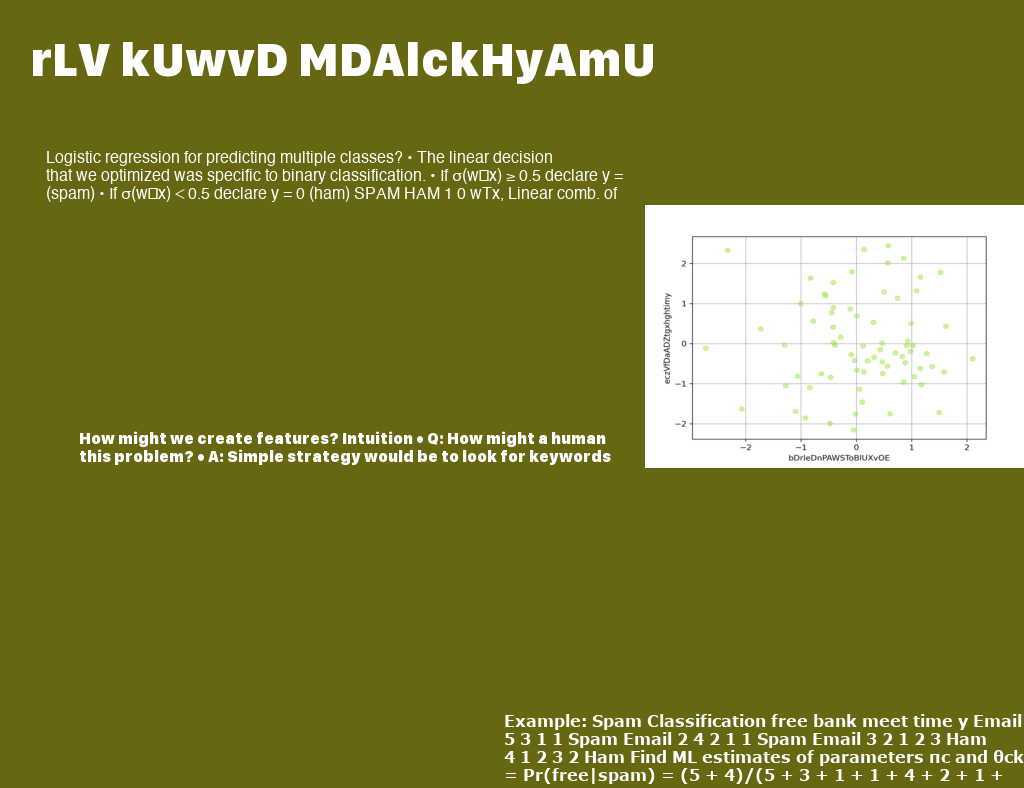 rLV kUwvD MDAlckHyAmU
Logistic regression for predicting multiple classes? • The linear decision
that we optimized was specific to binary classification. • If σ(w□x) ≥ 0.5 declare y =
(spam) • If σ(w□x) < 0.5 declare y = 0 (ham) SPAM HAM 1 0 wTx, Linear comb. of
2
1
0
−1
−2
eczVfDaADZtgxhghtimy
−2 −1 0 1 2
bDrIeDnPAWSToBIUXvOE
How might we create features? Intuition • Q: How might a human
this problem? • A: Simple strategy would be to look for keywords
Example: Spam Classification free bank meet time y Email
5 3 1 1 Spam Email 2 4 2 1 1 Spam Email 3 2 1 2 3 Ham
4 1 2 3 2 Ham Find ML estimates of parameters πc and θck
= Pr(free|spam) = (5 + 4)/(5 + 3 + 1 + 1 + 4 + 2 + 1 +